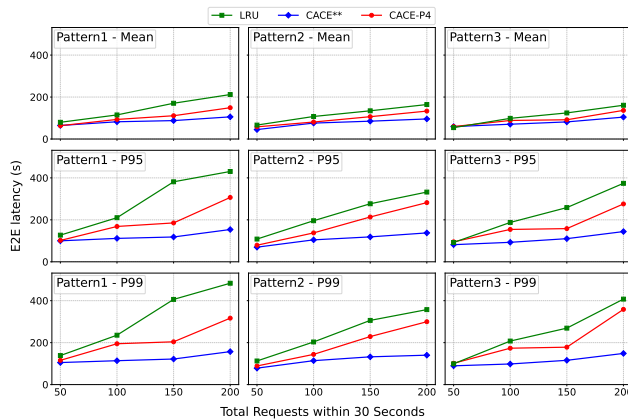 LRU CACE** CACE-P4
Pattern1 - Mean Pattern2 - Mean Pattern3 - Mean
400
200
0
Pattern1 - P95 Pattern2 - P95 Pattern3 - P95
400
200
0
Pattern1 - P99 Pattern2 - P99 Pattern3 - P99
400
200
0
50 100 150 200 50 100 150 200 50 100 150 200
E2E latency (s)
Total Requests within 30 Seconds